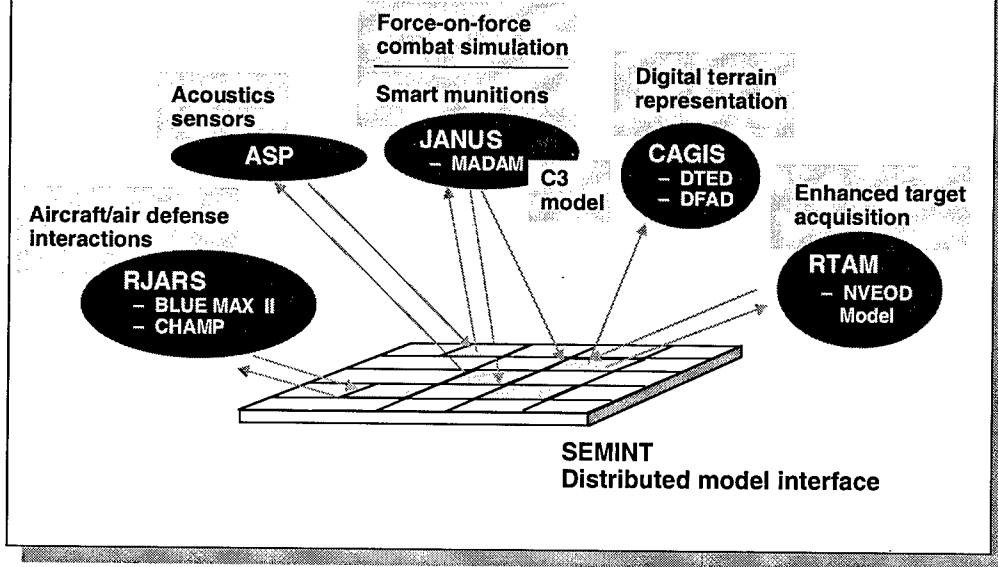 Force-on-force
combat simulation
Smart munitions
JANUS
– MADAM
C3
model
Acoustics
sensors
ASP
Digital terrain
representation
CAGIS
– DTED
– DFAD
Enhanced target
acquisition
RTAM
– NVEOD
Model
Aircraft/air defense
interactions
RJARS
– BLUE MAX II
– CHAMP
SEMINT
Distributed model interface